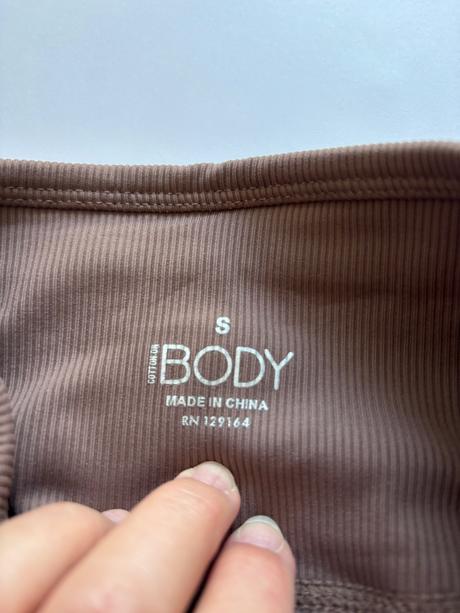 S
COTTON:ON
BODY
MADE IN CHINA
RN 129164